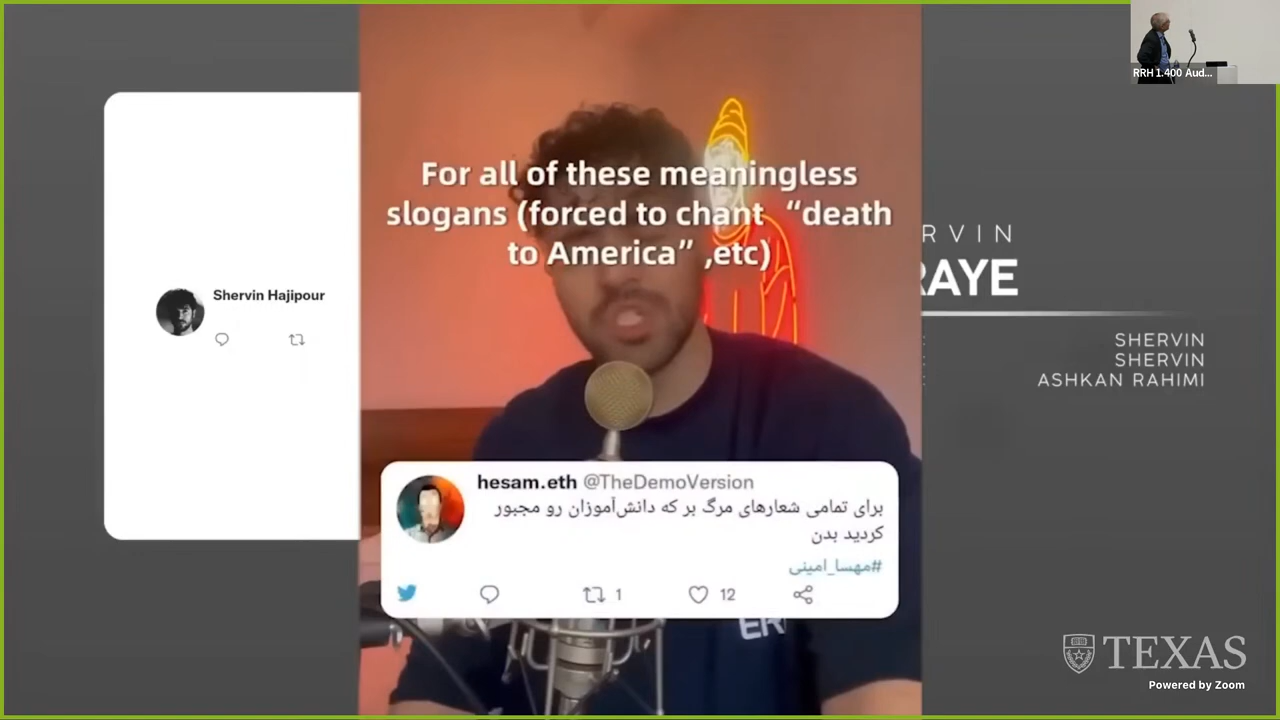 RRH 1.400 Aud...
For all of these meaningless
slogans (forced to chant “death
to America” ,etc)
Shervin Hajipour
RVIN
RAYE
SHERVIN
SHERVIN
ASHKAN RAHIMI
hesam.eth @TheDemoVersion
برای تمامی شعارهای مرگ بر که دانش‌آموزان رو مجبور
کردید بدن
#مهسا_امینی
1
12
ER
TEXAS
Powered by Zoom